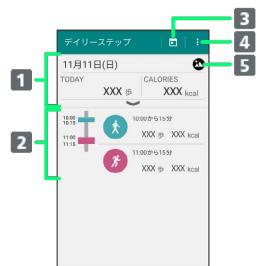 デイリーステップ
3
4
5
11月11日(日)
1
TODAY
CALORIES
XXX 歩
XXX kcal
2
10:00
10:15
10:00から15分
XXX 歩 XXX kcal
11:00
11:15
11:00から15分
XXX 歩 XXX kcal